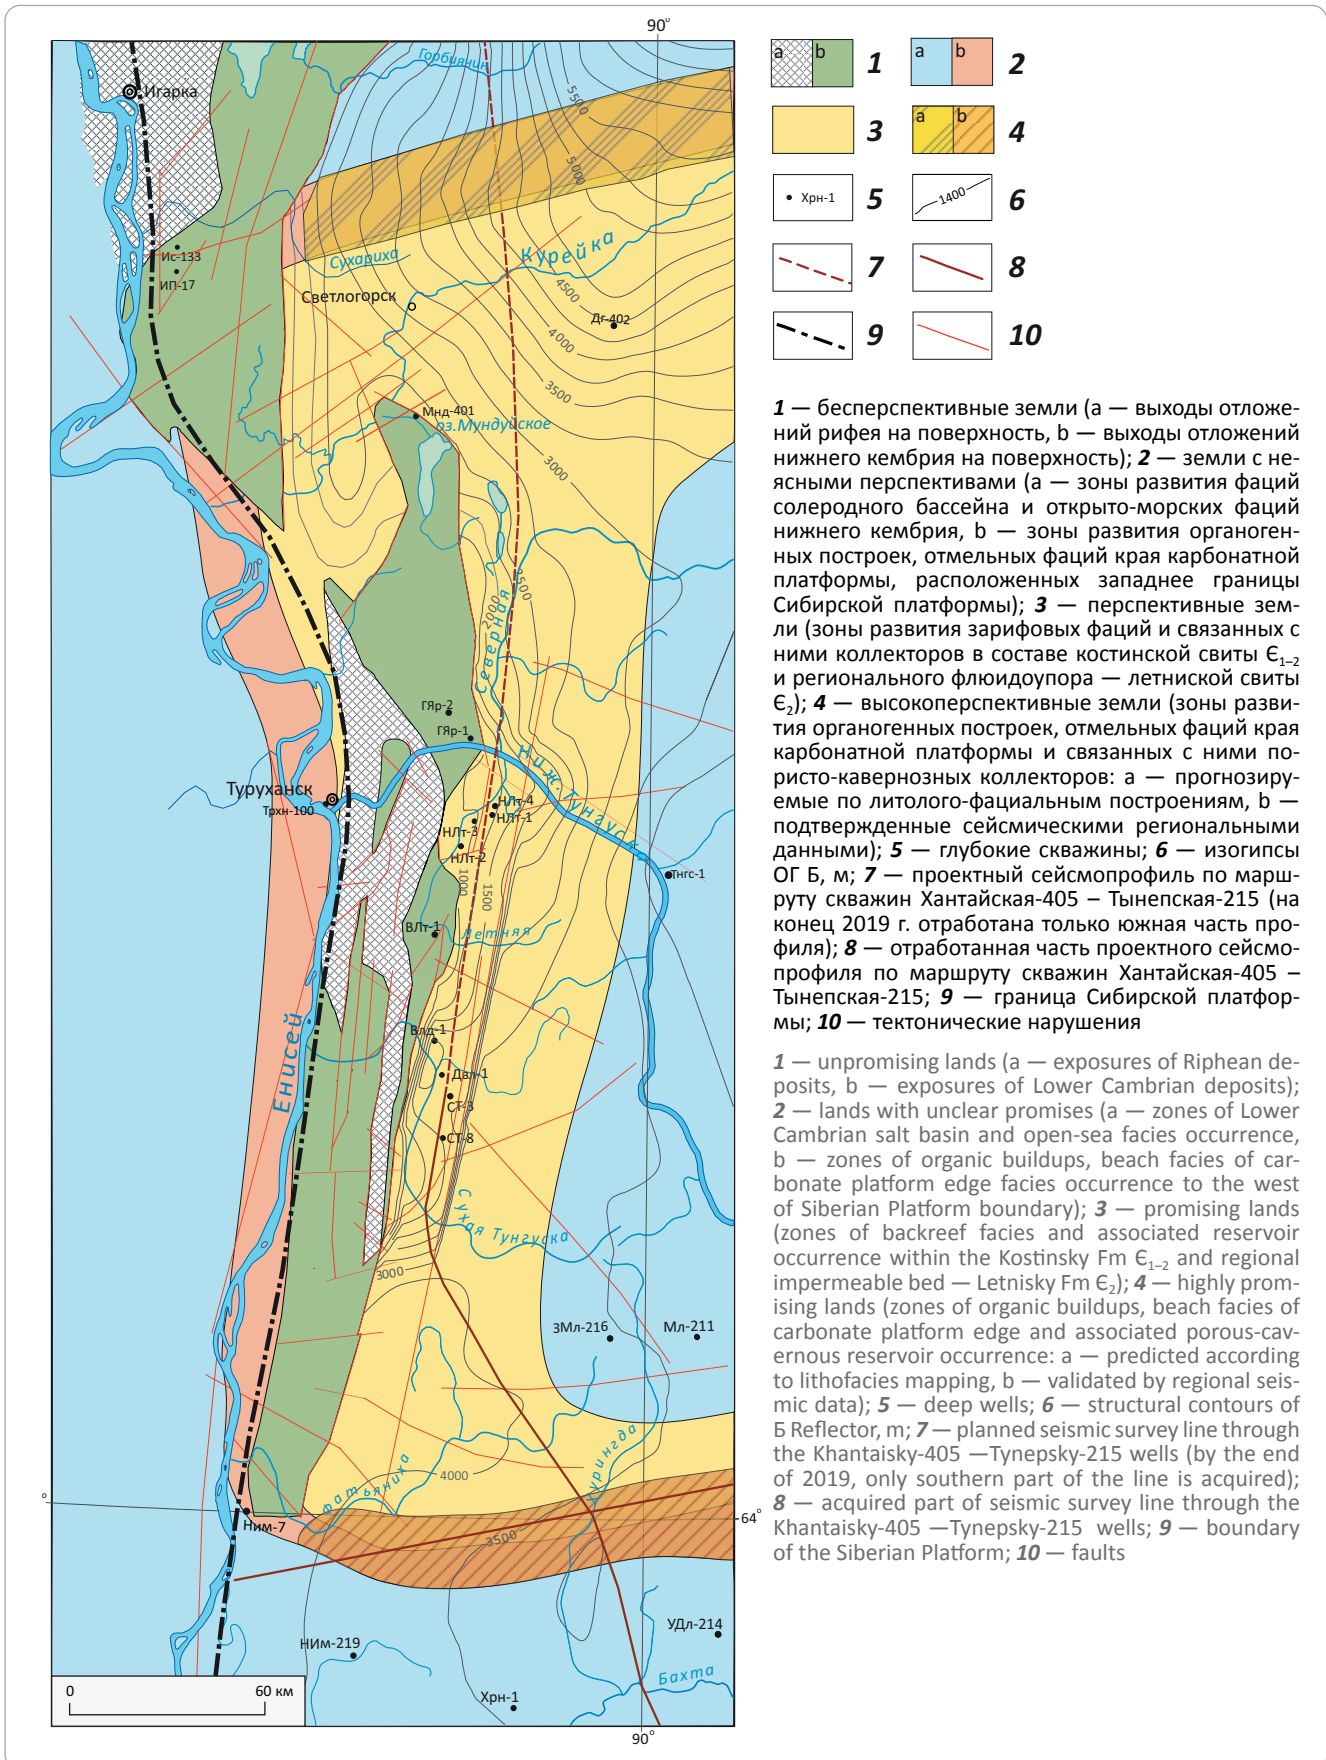 90°
Горбиячин
5500
Игарка
5000
Ис-133
ИП-17
Сухариха
Курейка
Светлогорск
4500
Дг-402
4000
3500
Мнд-401
оз.Мундуйское
3000
2500
2000
Северная
ГЯр-2
ГЯр-1
Ниж. Тунгуска
Туруханск
Трхн-100
НЛт-4
НЛт-1
НЛт-3
НЛт-2
1000
1500
Тнгс-1
ВЛт-1
Летняя
Влд-1
Двл-1
СТ-3
СТ-8
Енисей
Сухая Тунгуска
3000
ЗМл-216
Мл-211
4000
Фатьяниха
Ним-7
3500
64°
УДл-214
НИм-219
Бахта
Хрн-1
0 60 км
90°
a b 1 a b 2
3 a b 4
Хрн-1 5 1400 6
7 8
9 10
1 — бесперспективные земли (a — выходы отложе-
ний рифея на поверхность, b — выходы отложений
нижнего кембрия на поверхность); 2 — земли с не-
ясными перспективами (a — зоны развития фаций
солеродного бассейна и открыто-морских фаций
нижнего кембрия, b — зоны развития органоген-
ных построек, отмельных фаций края карбонатной
платформы, расположенных западнее границы
Сибирской платформы); 3 — перспективные зем-
ли (зоны развития зарифовых фаций и связанных с
ними коллекторов в составе костинской свиты Є₁₋₂
и регионального флюидоупора — летниской свиты
Є₂); 4 — высокоперспективные земли (зоны разви-
тия органогенных построек, отмельных фаций края
карбонатной платформы и связанных с ними по-
ристо-кавернозных коллекторов: a — прогнозиру-
емые по литолого-фациальным построениям, b —
подтвержденные сейсмическими региональными
данными); 5 — глубокие скважины; 6 — изогипсы
ОГ Б, м; 7 — проектный сейсмопрофиль по марш-
руту скважин Хантайская-405 – Тынепская-215 (на
конец 2019 г. отработана только южная часть про-
филя); 8 — отработанная часть проектного сейсмо-
профиля по маршруту скважин Хантайская-405 –
Тынепская-215; 9 — граница Сибирской платфор-
мы; 10 — тектонические нарушения
1 — unpromising lands (a — exposures of Riphean de-
posits, b — exposures of Lower Cambrian deposits);
2 — lands with unclear promises (a — zones of Lower
Cambrian salt basin and open-sea facies occurrence,
b — zones of organic buildups, beach facies of car-
bonate platform edge facies occurrence to the west
of Siberian Platform boundary); 3 — promising lands
(zones of backreef facies and associated reservoir
occurrence within the Kostinsky Fm Є₁₋₂ and regional
impermeable bed — Letnisky Fm Є₂); 4 — highly prom-
ising lands (zones of organic buildups, beach facies of
carbonate platform edge and associated porous-cav-
ernous reservoir occurrence: a — predicted according
to lithofacies mapping, b — validated by regional seis-
mic data); 5 — deep wells; 6 — structural contours of
Б Reflector, m; 7 — planned seismic survey line through
the Khantaisky-405 —Tynepsky-215 wells (by the end
of 2019, only southern part of the line is acquired);
8 — acquired part of seismic survey line through the
Khantaisky-405 —Tynepsky-215 wells; 9 — boundary
of the Siberian Platform; 10 — faults